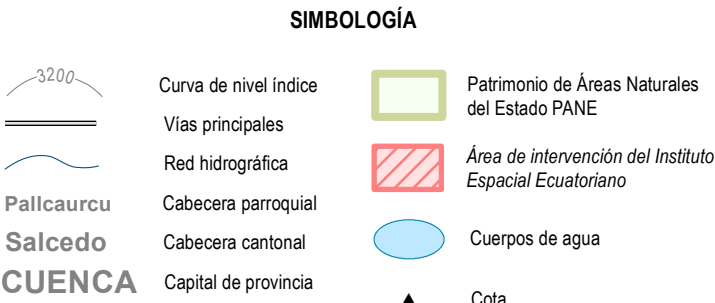 SIMBOLOGÍA
3200
Curva de nivel índice
Vías principales
Red hidrográfica
Pallcaurcu
Cabecera parroquial
Salcedo
Cabecera cantonal
CUENCA
Capital de provincia
Patrimonio de Áreas Naturales
del Estado PANE
Área de intervención del Instituto
Espacial Ecuatoriano
Cuerpos de agua
Cota